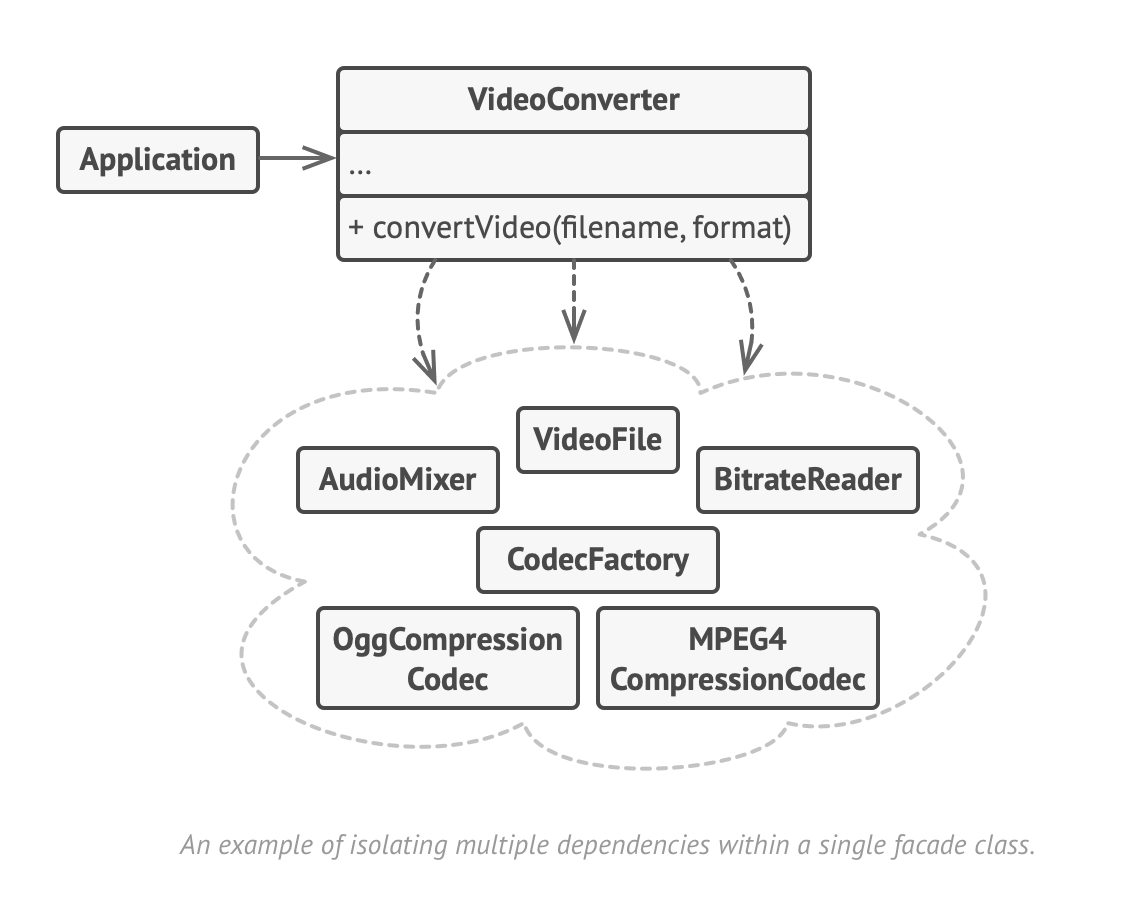 VideoConverter
Application
...
+ convertVideo(filename, format)
VideoFile
AudioMixer
BitrateReader
CodecFactory
OggCompression
Codec
MPEG4
CompressionCodec
An example of isolating multiple dependencies within a single facade class.